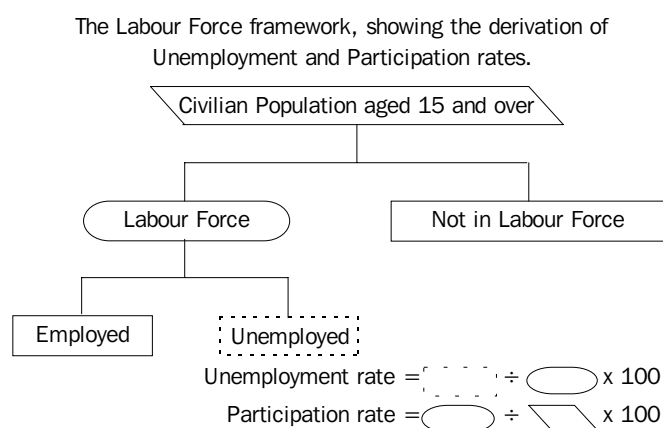 The Labour Force framework, showing the derivation of
Unemployment and Participation rates.
Civilian Population aged 15 and over
Labour Force
Not in Labour Force
Employed
Unemployed
Unemployment rate = ÷ x 100
Participation rate = ÷ x 100